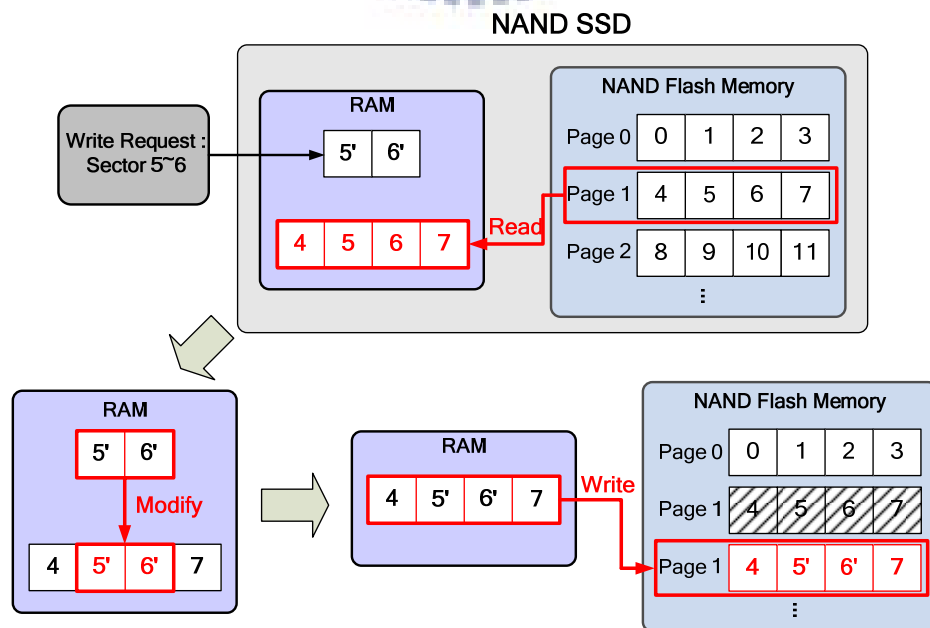 NAND SSD
NAND Flash Memory
RAM
Write Request :
Sector 5~6
5' 6'
Page 0 0 1 2 3
Page 1 4 5 6 7
Read
4 5 6 7
Page 2 8 9 10 11
...
RAM
5' 6'
Modify
4 5' 6' 7
RAM
4 5' 6' 7
Write
NAND Flash Memory
Page 0 0 1 2 3
Page 1 4 5 6 7
Page 1 4 5' 6' 7
...